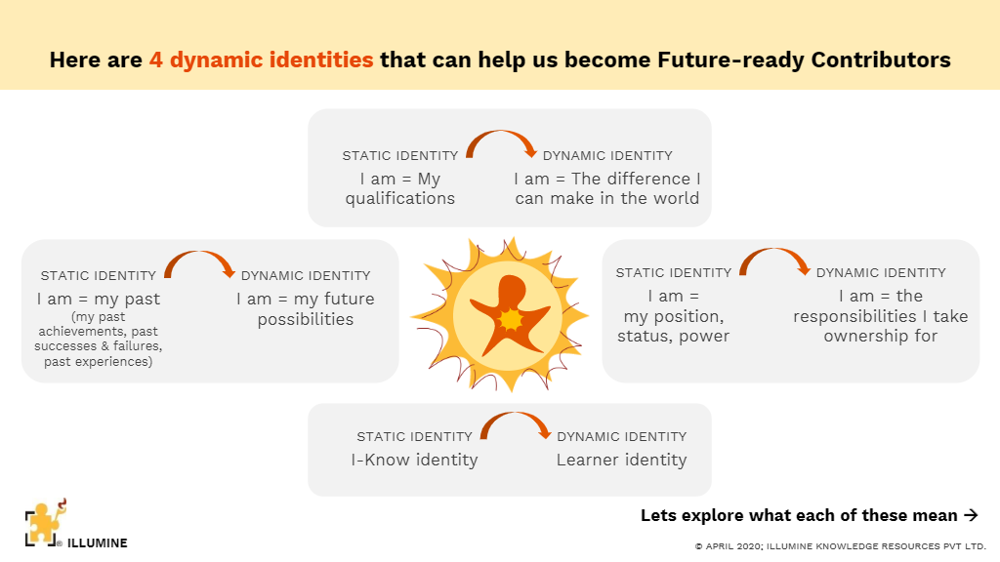 Here are 4 dynamic identities that can help us become Future-ready Contributors
STATIC IDENTITY
I am = My
qualifications
DYNAMIC IDENTITY
I am = The difference I
can make in the world
STATIC IDENTITY
I am = my past
(my past
achievements, past
successes & failures,
past experiences)
DYNAMIC IDENTITY
I am = my future
possibilities
STATIC IDENTITY
I am =
my position,
status, power
DYNAMIC IDENTITY
I am = the
responsibilities I take
ownership for
STATIC IDENTITY
I-Know identity
DYNAMIC IDENTITY
Learner identity
Lets explore what each of these mean →
® ILLUMINE
© APRIL 2020; ILLUMINE KNOWLEDGE RESOURCES PVT LTD.